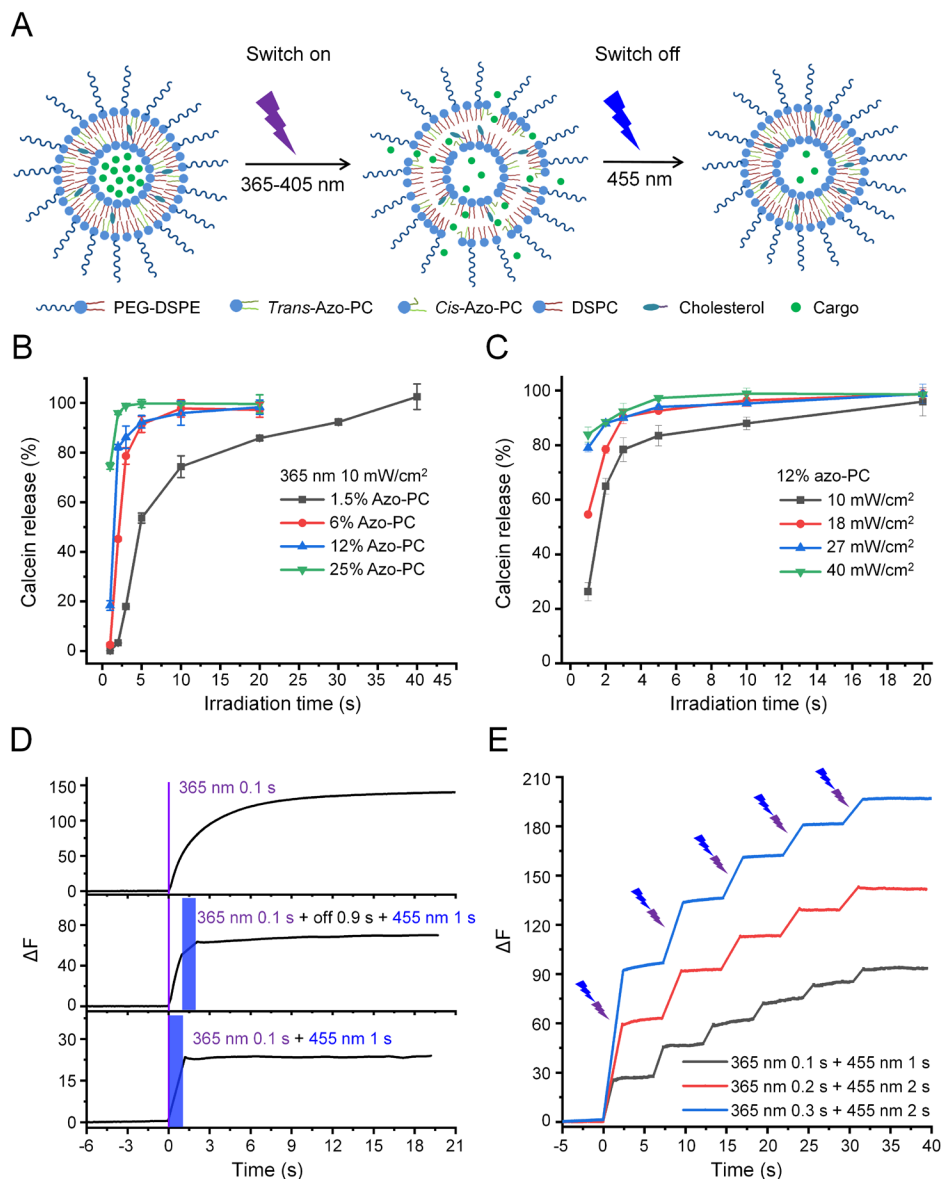 A
Switch on
Switch off
365-405 nm
455 nm
PEG-DSPE
Trans-Azo-PC
Cis-Azo-PC
DSPC
Cholesterol
Cargo
B
Calcein release (%)
100
80
60
40
20
0
365 nm 10 mW/cm²
1.5% Azo-PC
6% Azo-PC
12% Azo-PC
25% Azo-PC
0 5 10 15 20 25 30 35 40 45
Irradiation time (s)
C
Calcein release (%)
100
80
60
40
20
0
12% azo-PC
10 mW/cm²
18 mW/cm²
27 mW/cm²
40 mW/cm²
0 2 4 6 8 10 12 14 16 18 20
Irradiation time (s)
D
ΔF
150
100
50
0
365 nm 0.1 s
80
40
0
365 nm 0.1 s + off 0.9 s + 455 nm 1 s
30
15
0
365 nm 0.1 s + 455 nm 1 s
-6 -3 0 3 6 9 12 15 18 21
Time (s)
E
ΔF
210
180
150
120
90
60
30
0
365 nm 0.1 s + 455 nm 1 s
365 nm 0.2 s + 455 nm 2 s
365 nm 0.3 s + 455 nm 2 s
-5 0 5 10 15 20 25 30 35 40
Time (s)